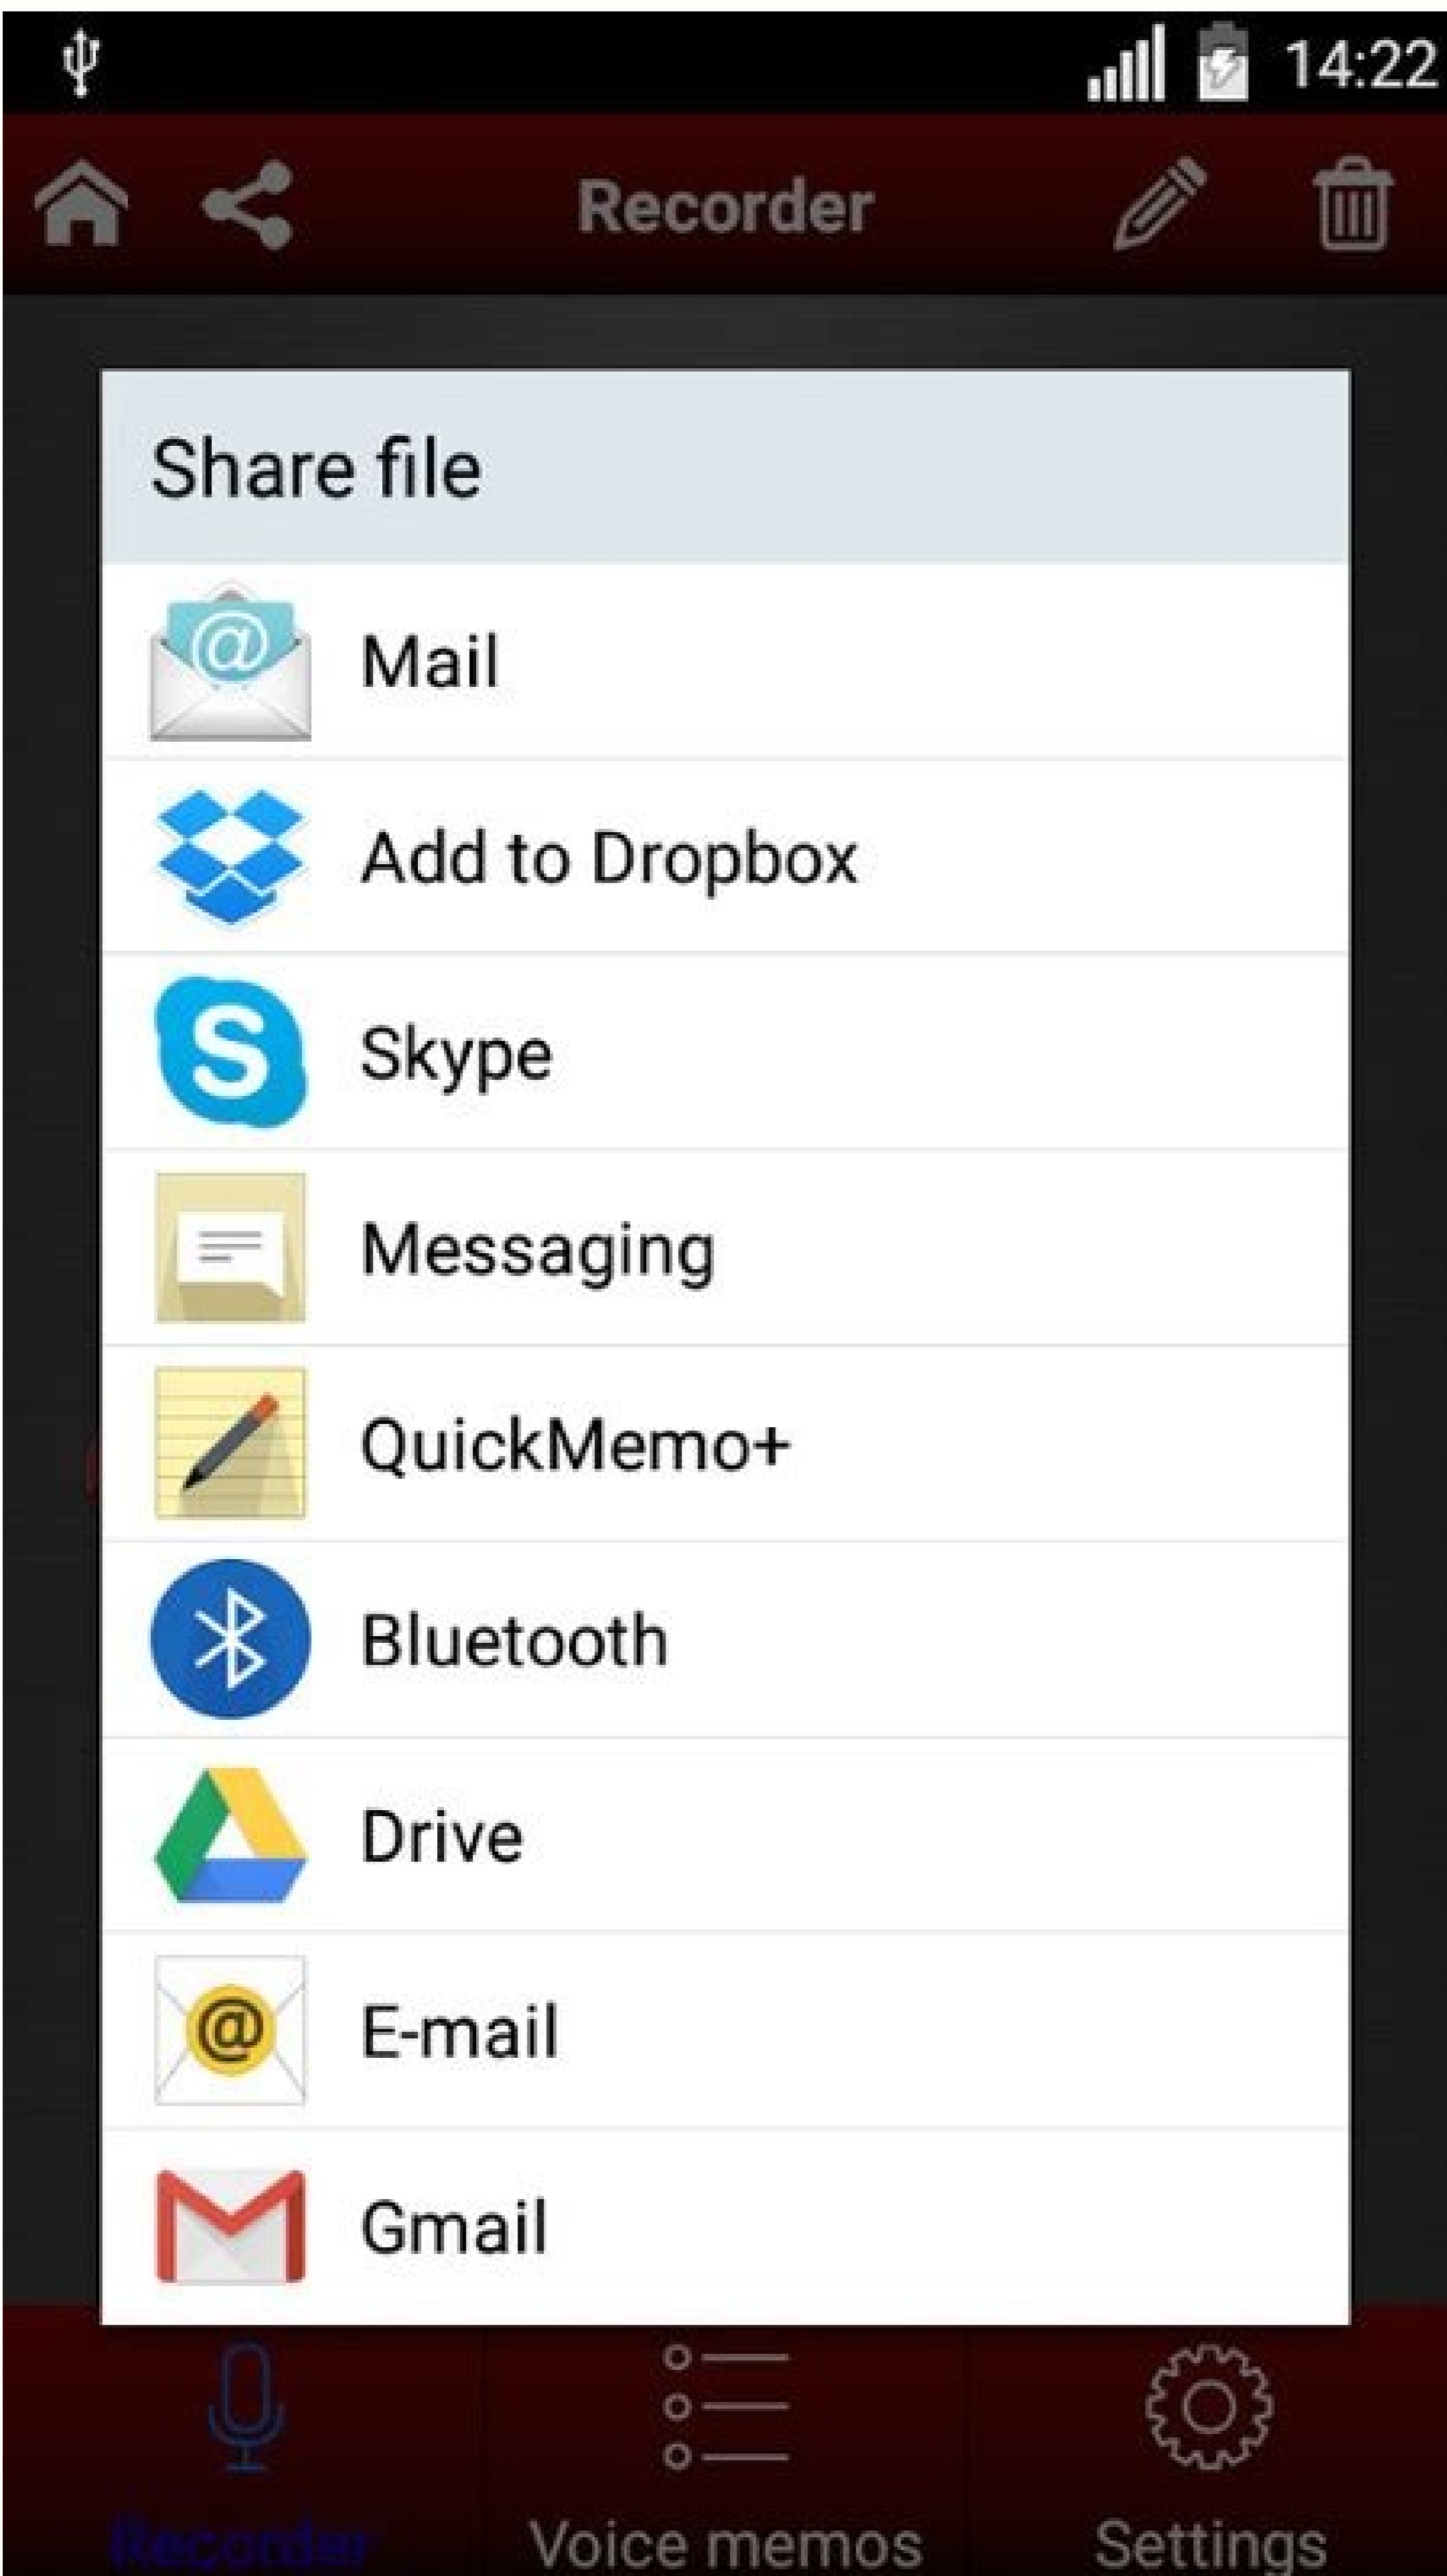 14:22
Recorder
Share file
Mail
Add to Dropbox
Skype
Messaging
QuickMemo+
Bluetooth
Drive
E-mail
Gmail
Recorder
Voice memos
Settings